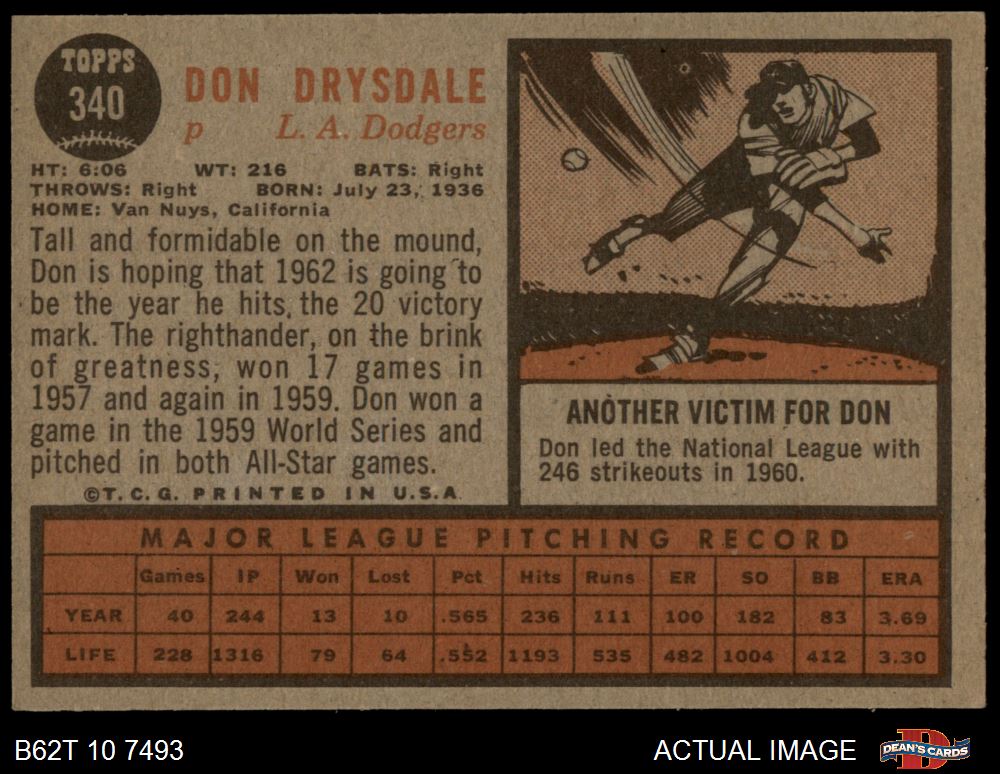 TOPPS
340
DON DRYSDALE
p L. A. Dodgers
HT: 6:06 WT: 216 BATS: Right
THROWS: Right BORN: July 23, 1936
HOME: Van Nuys, California
Tall and formidable on the mound,
Don is hoping that 1962 is going to
be the year he hits the 20 victory
mark. The righthander, on the brink
of greatness, won 17 games in
1957 and again in 1959. Don won a
game in the 1959 World Series and
pitched in both All-Star games.
©T.C.G. PRINTED IN U.S.A.
ANOTHER VICTIM FOR DON
Don led the National League with
246 strikeouts in 1960.
MAJOR LEAGUE PITCHING RECORD
Games IP Won Lost Pct Hits Runs ER SO BB ERA
YEAR 40 244 13 10 .565 236 111 100 182 83 3.69
LIFE 228 1316 79 64 .552 1193 535 482 1004 412 3.30
B62T 10 7493 ACTUAL IMAGE DEAN'S CARDS